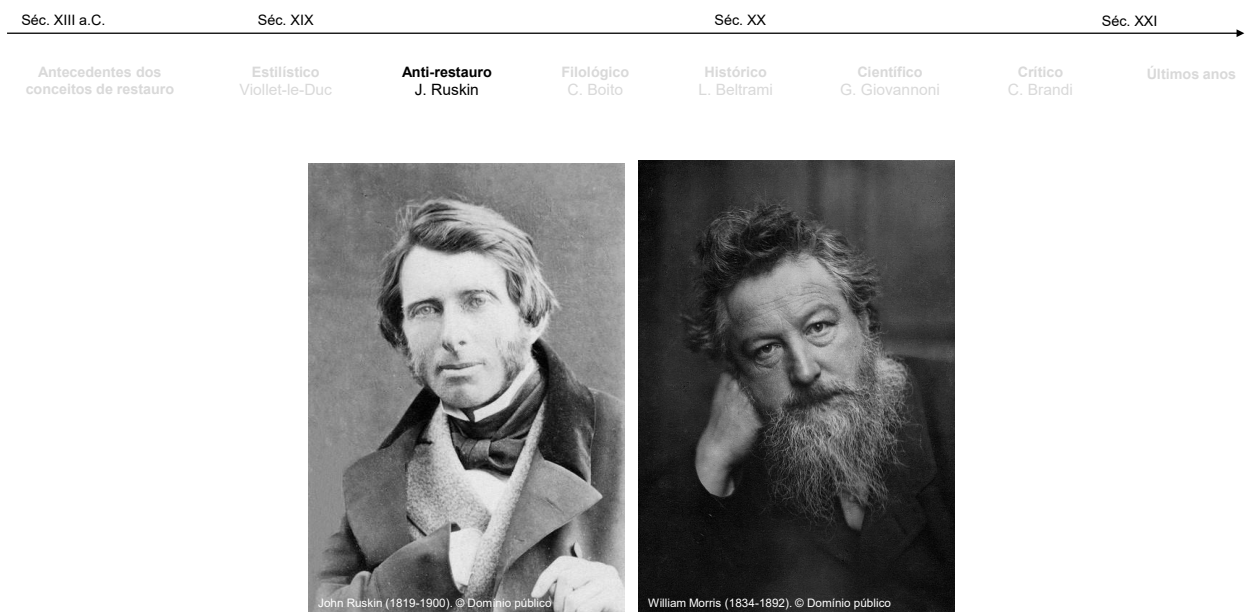 Séc. XIII a.C.
Séc. XIX
Séc. XX
Séc. XXI
Antecedentes dos
conceitos de restauro
Estilístico
Viollet-le-Duc
Anti-restauro
J. Ruskin
Filológico
C. Boito
Histórico
L. Beltrami
Científico
G. Giovannoni
Crítico
C. Brandi
Últimos anos
John Ruskin (1819-1900). © Domínio público
William Morris (1834-1892). © Domínio público